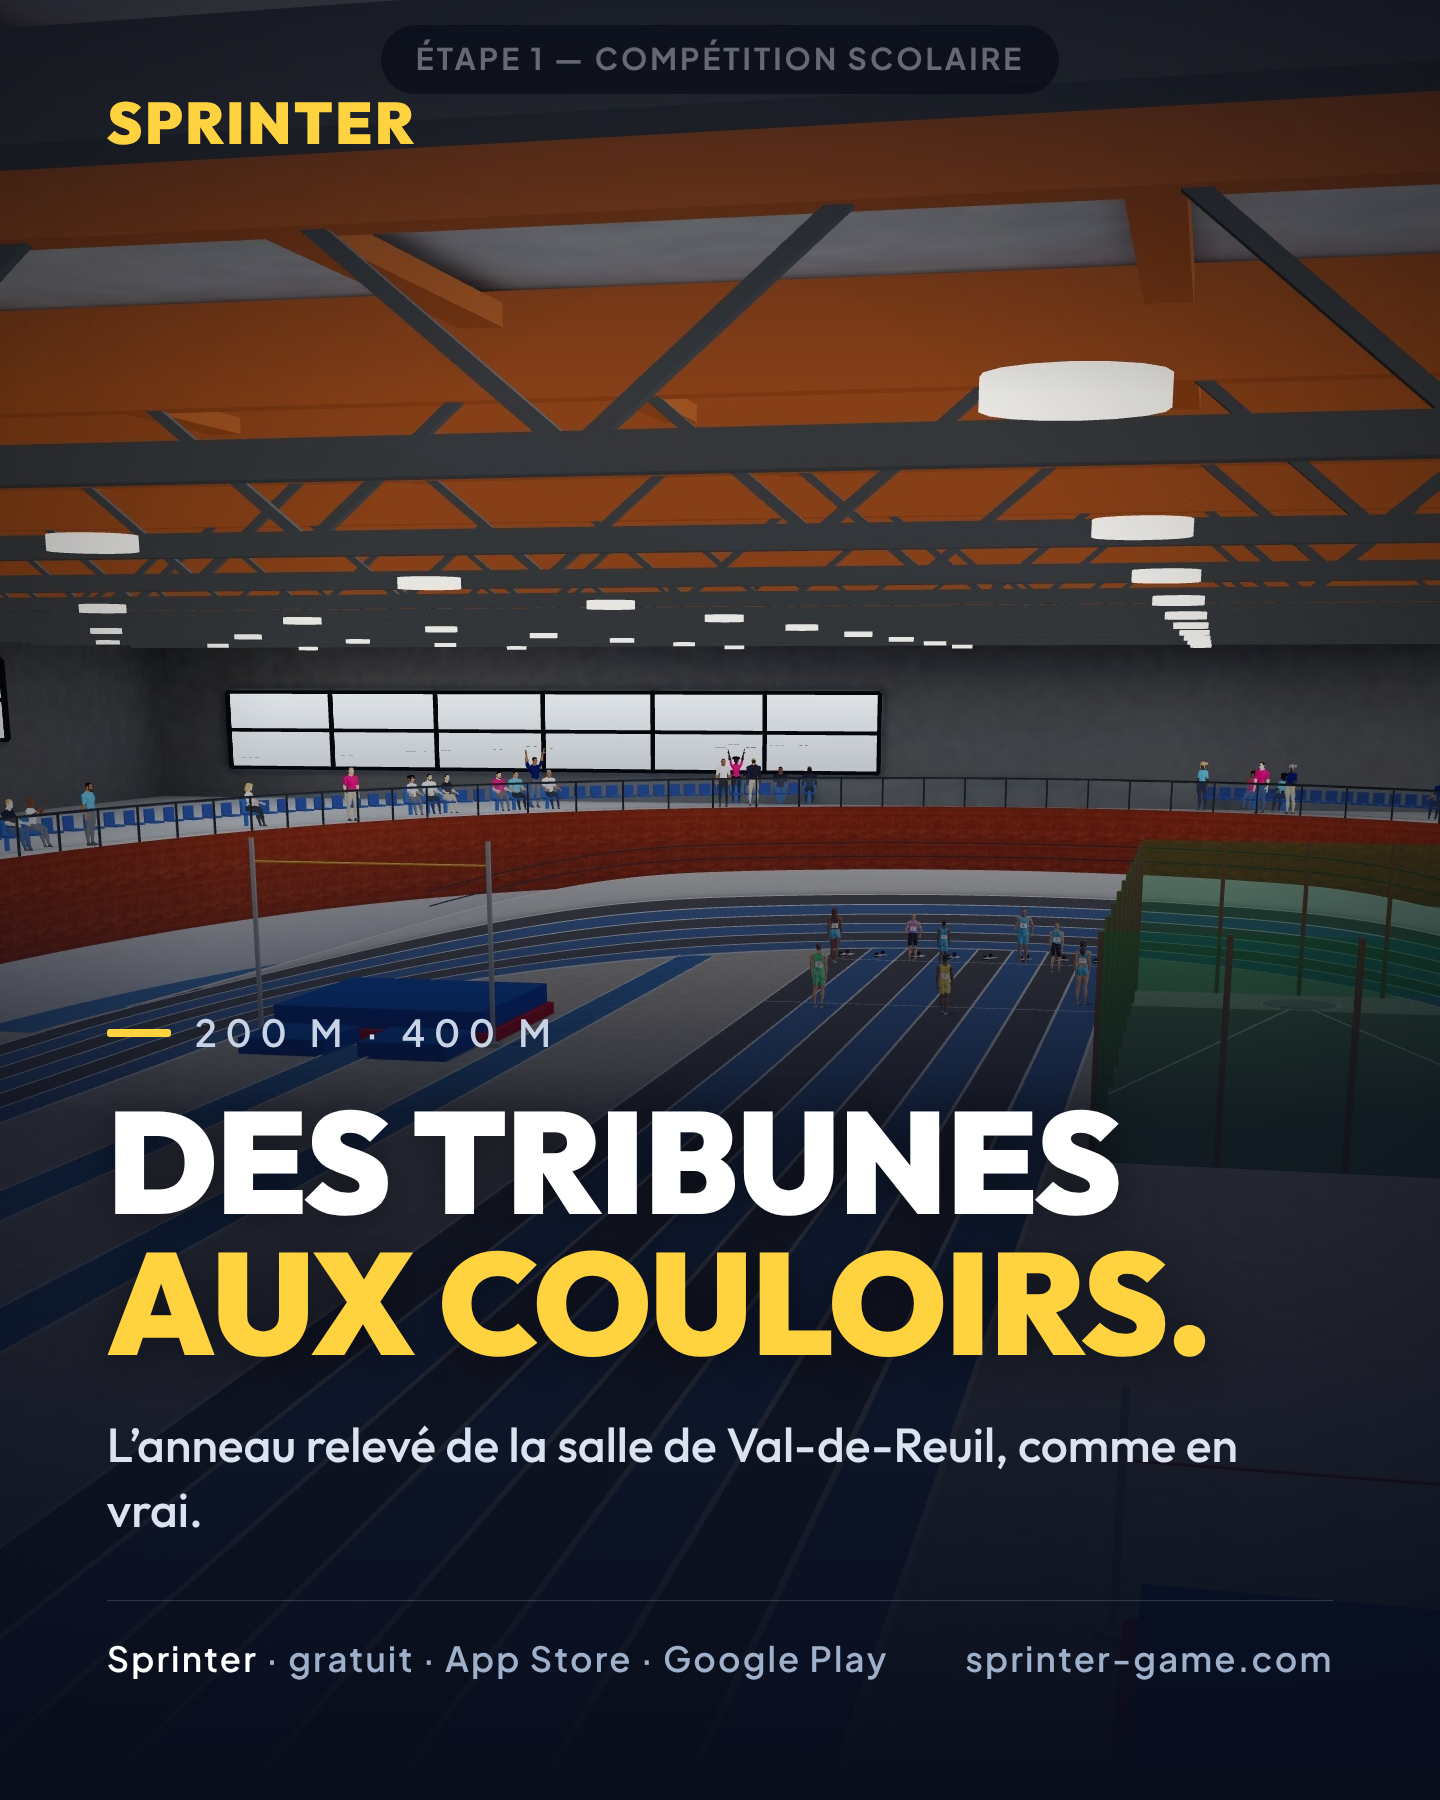 ÉTAPE 1 — COMPÉTITION SCOLAIRE
SPRINTER
200 M · 400 M
DES TRIBUNES
AUX COULOIRS.
L’anneau relevé de la salle de Val-de-Reuil, comme en
vrai.
Sprinter · gratuit · App Store · Google Play
sprinter-game.com